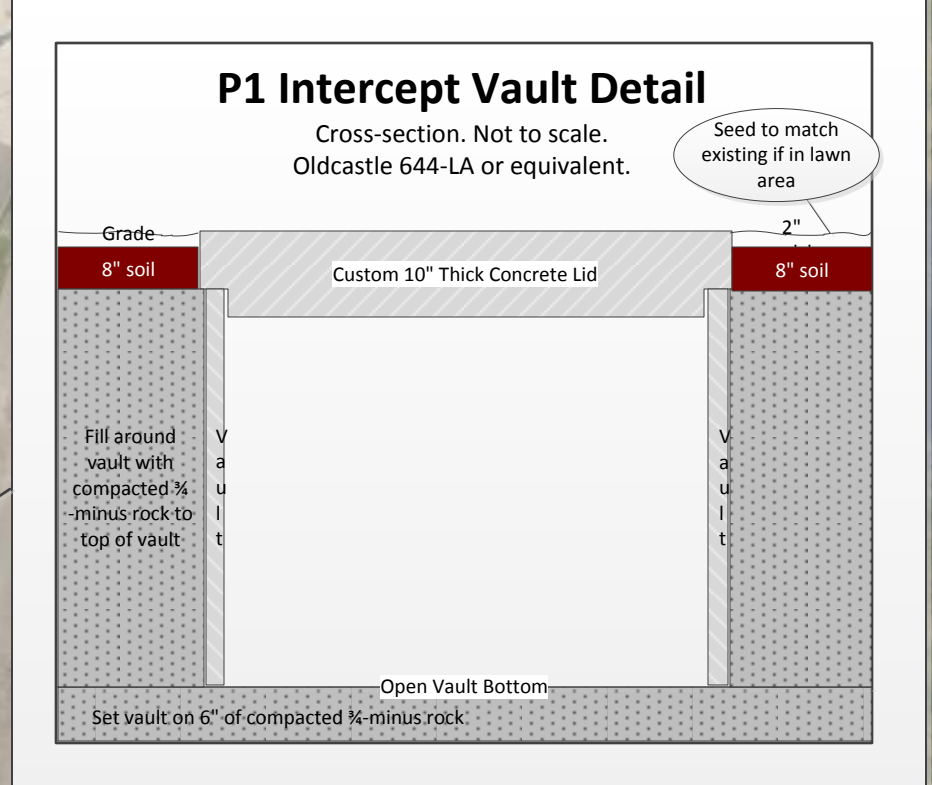 P1 Intercept Vault Detail
Cross-section. Not to scale.
Oldcastle 644-LA or equivalent.
Seed to match
existing if in lawn
area
Grade
2"
8" soil
Custom 10" Thick Concrete Lid
8" soil
Fill around
vault with
compacted ¾
-minus rock to
top of vault
Vault
Vault
Open Vault Bottom
Set vault on 6" of compacted ¾-minus rock